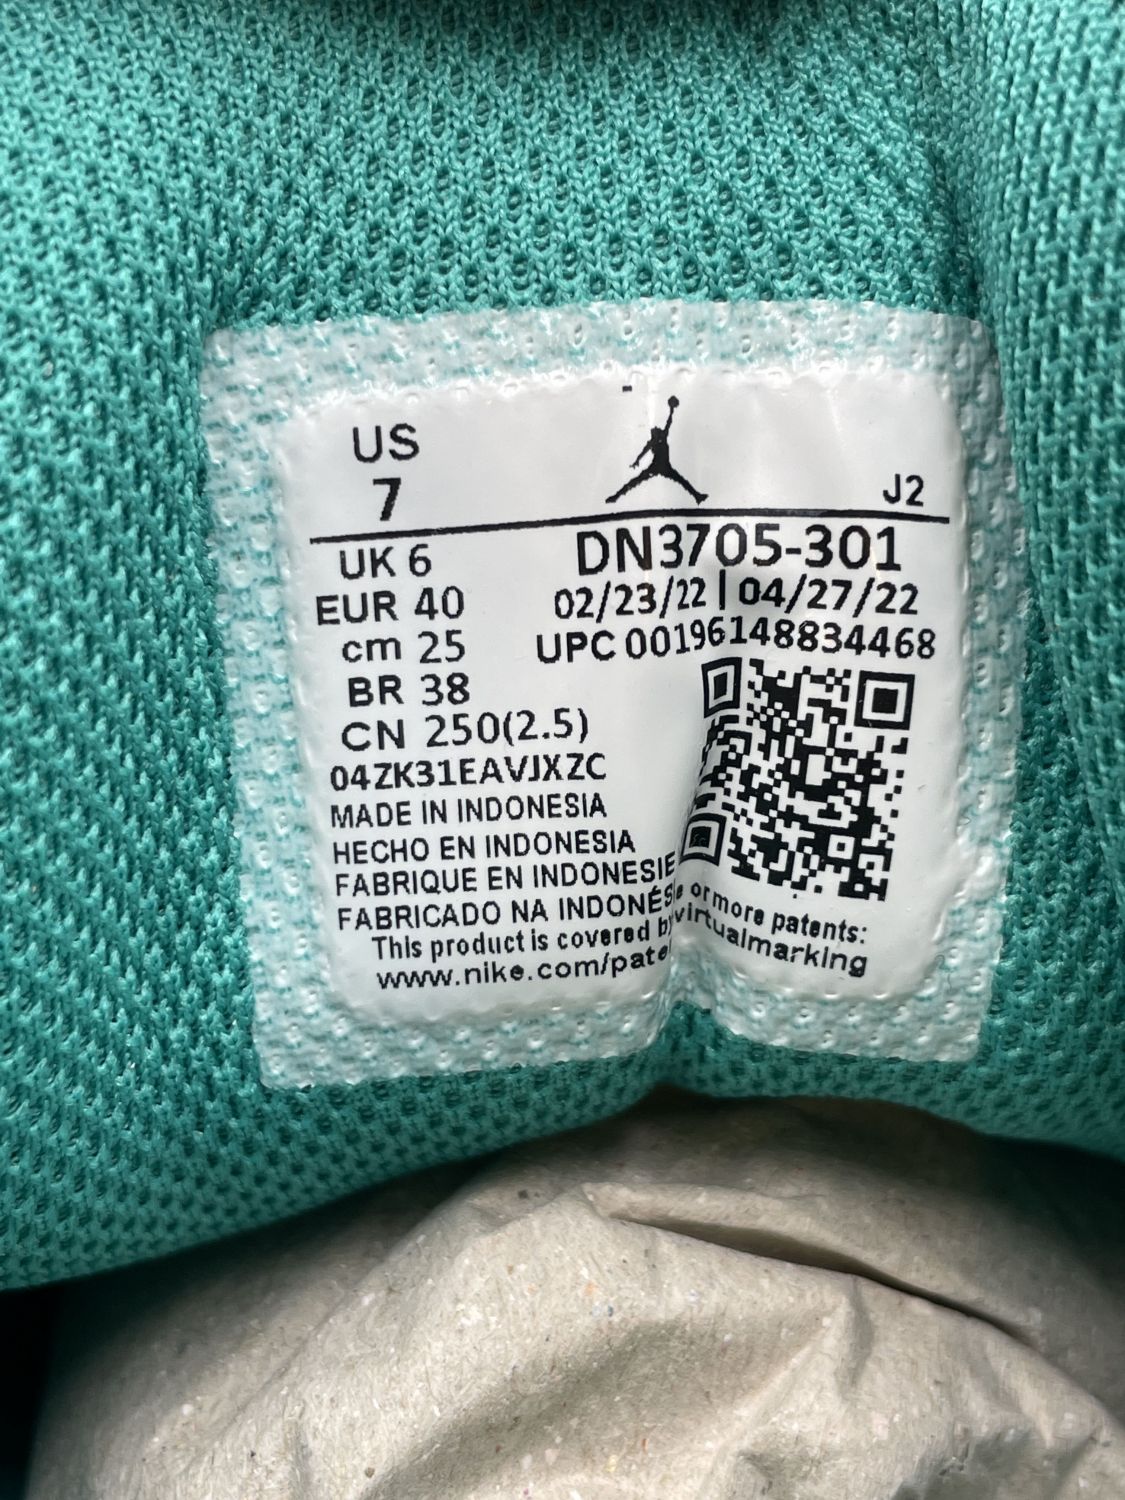 US
7
J2
UK 6
EUR 40
cm 25
BR 38
CN 250(2.5)
DN3705-301
02/23/22 | 04/27/22
UPC 00196148834468
04ZK31EAVJXZC
MADE IN INDONESIA
HECHO EN INDONESIA
FABRIQUE EN INDONESIE
FABRICADO NA INDONÉS
This product is covered by e or more patents:
www.nike.com/pate virtualmarking